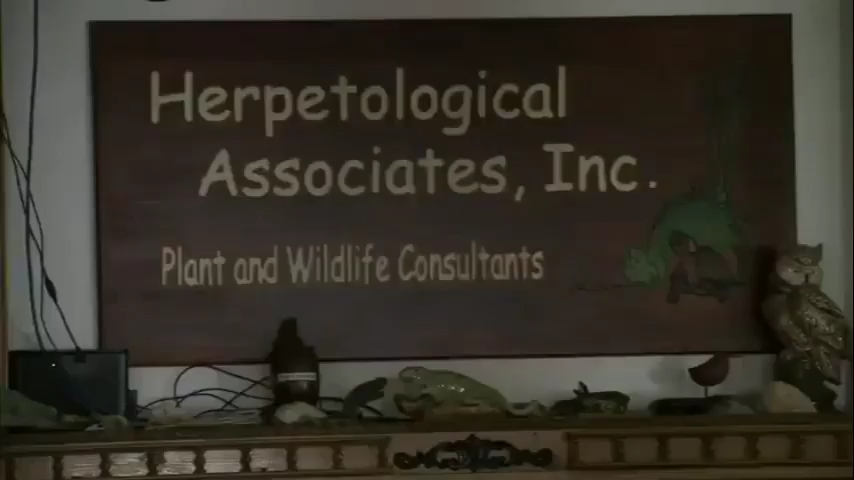 Herpetological
Associates, Inc.
Plant and Wildlife Consultants